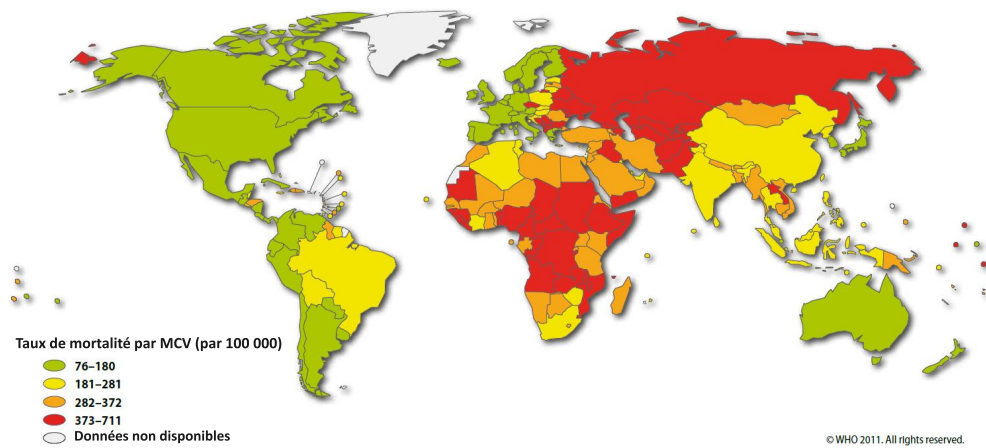 Taux de mortalité par MCV (par 100 000)
76–180
181–281
282–372
373–711
Données non disponibles
© WHO 2011. All rights reserved.